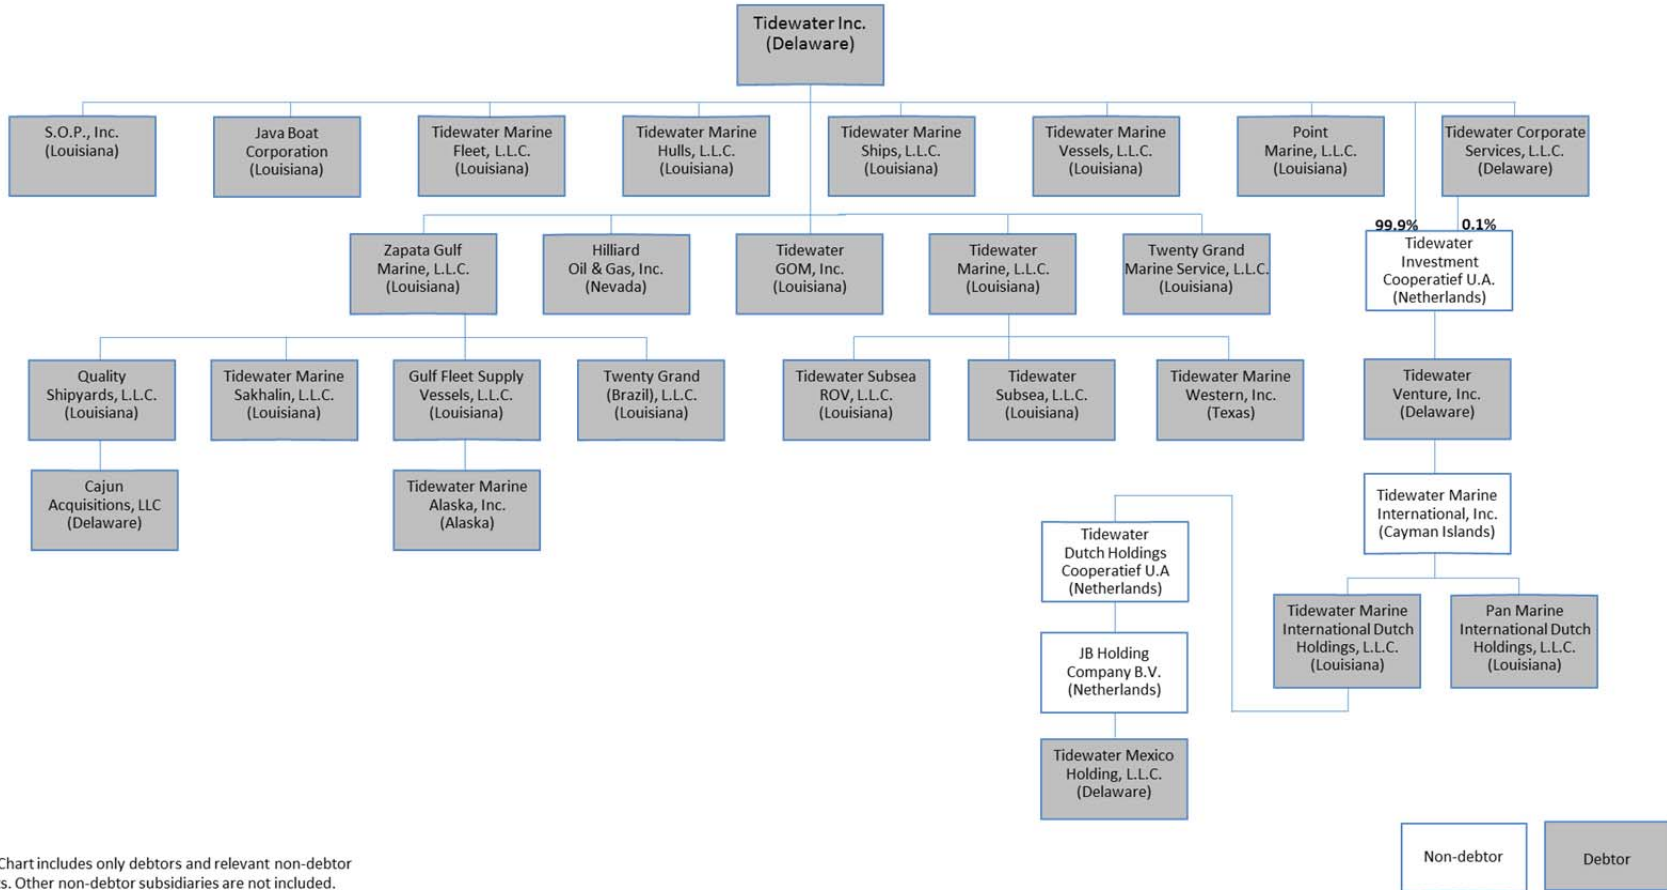 Tidewater Inc.
(Delaware)
S.O.P., Inc.
(Louisiana)
Java Boat
Corporation
(Louisiana)
Tidewater Marine
Fleet, L.L.C.
(Louisiana)
Tidewater Marine
Hulls, L.L.C.
(Louisiana)
Tidewater Marine
Ships, L.L.C.
(Louisiana)
Tidewater Marine
Vessels, L.L.C.
(Louisiana)
Point
Marine, L.L.C.
(Louisiana)
Tidewater Corporate
Services, L.L.C.
(Delaware)
99.9%
0.1%
Zapata Gulf
Marine, L.L.C.
(Louisiana)
Hilliard
Oil & Gas, Inc.
(Nevada)
Tidewater
GOM, Inc.
(Louisiana)
Tidewater
Marine, L.L.C.
(Louisiana)
Twenty Grand
Marine Service, L.L.C.
(Louisiana)
Tidewater
Investment
Cooperatief U.A.
(Netherlands)
Quality
Shipyards, L.L.C.
(Louisiana)
Tidewater Marine
Sakhalin, L.L.C.
(Louisiana)
Gulf Fleet Supply
Vessels, L.L.C.
(Louisiana)
Twenty Grand
(Brazil), L.L.C.
(Louisiana)
Tidewater Subsea
ROV, L.L.C.
(Louisiana)
Tidewater
Subsea, L.L.C.
(Louisiana)
Tidewater Marine
Western, Inc.
(Texas)
Tidewater
Venture, Inc.
(Delaware)
Cajun
Acquisitions, LLC
(Delaware)
Tidewater Marine
Alaska, Inc.
(Alaska)
Tidewater Marine
International, Inc.
(Cayman Islands)
Tidewater
Dutch Holdings
Cooperatief U.A
(Netherlands)
Tidewater Marine
International Dutch
Holdings, L.L.C.
(Louisiana)
Pan Marine
International Dutch
Holdings, L.L.C.
(Louisiana)
JB Holding
Company B.V.
(Netherlands)
Tidewater Mexico
Holding, L.L.C.
(Delaware)
Chart includes only debtors and relevant non-debtor
s. Other non-debtor subsidiaries are not included.
Non-debtor
Debtor